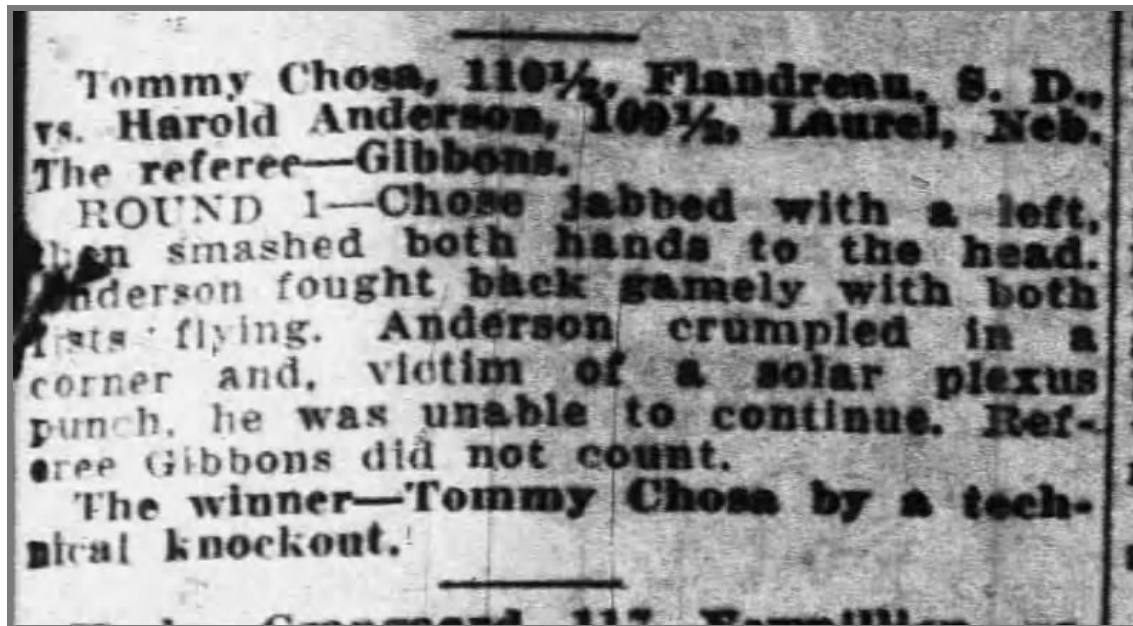 Tommy Chosa, 110½, Flandreau, S. D.,
vs. Harold Anderson, 109½, Laurel, Neb.
The referee—Gibbons.
ROUND 1—Chose jabbed with a left,
then smashed both hands to the head.
Anderson fought back gamely with both
fists flying. Anderson crumpled in a
corner and, victim of a solar plexus
punch, he was unable to continue. Ref-
eree Gibbons did not count.
The winner—Tommy Chosa by a tech-
nical knockout.